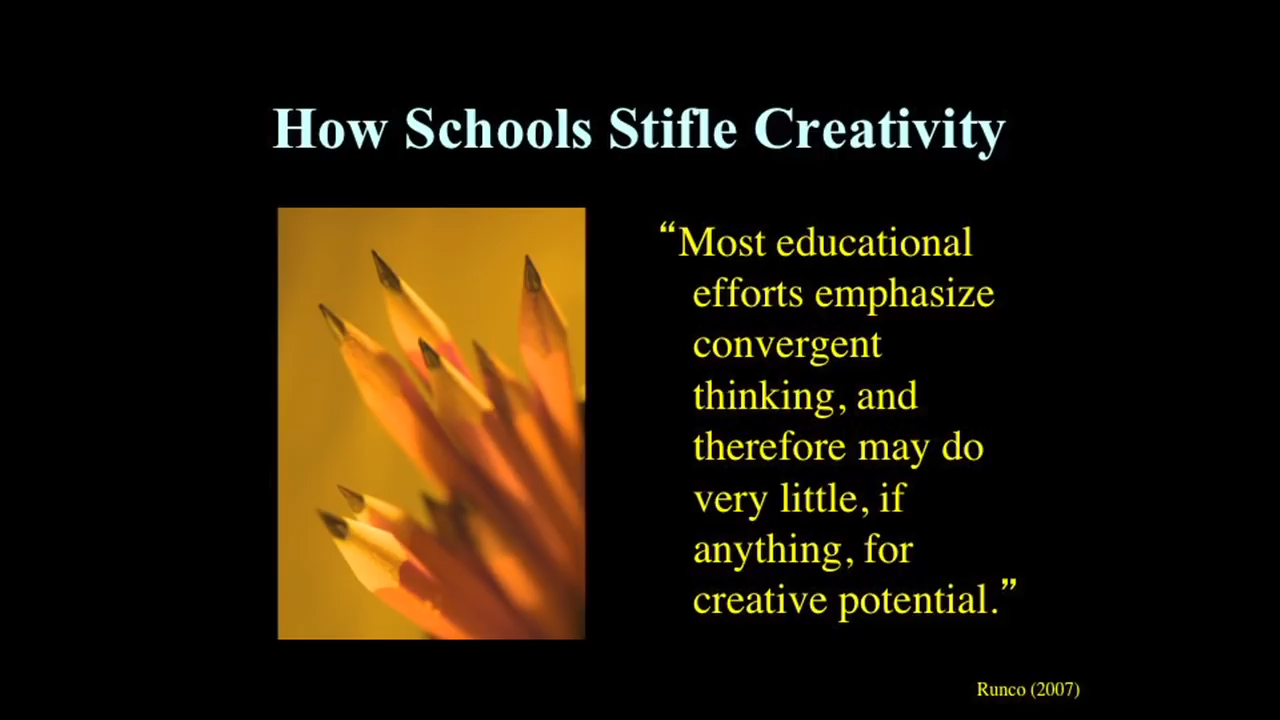 How Schools Stifle Creativity
“Most educational
efforts emphasize
convergent
thinking, and
therefore may do
very little, if
anything, for
creative potential.”
Runco (2007)